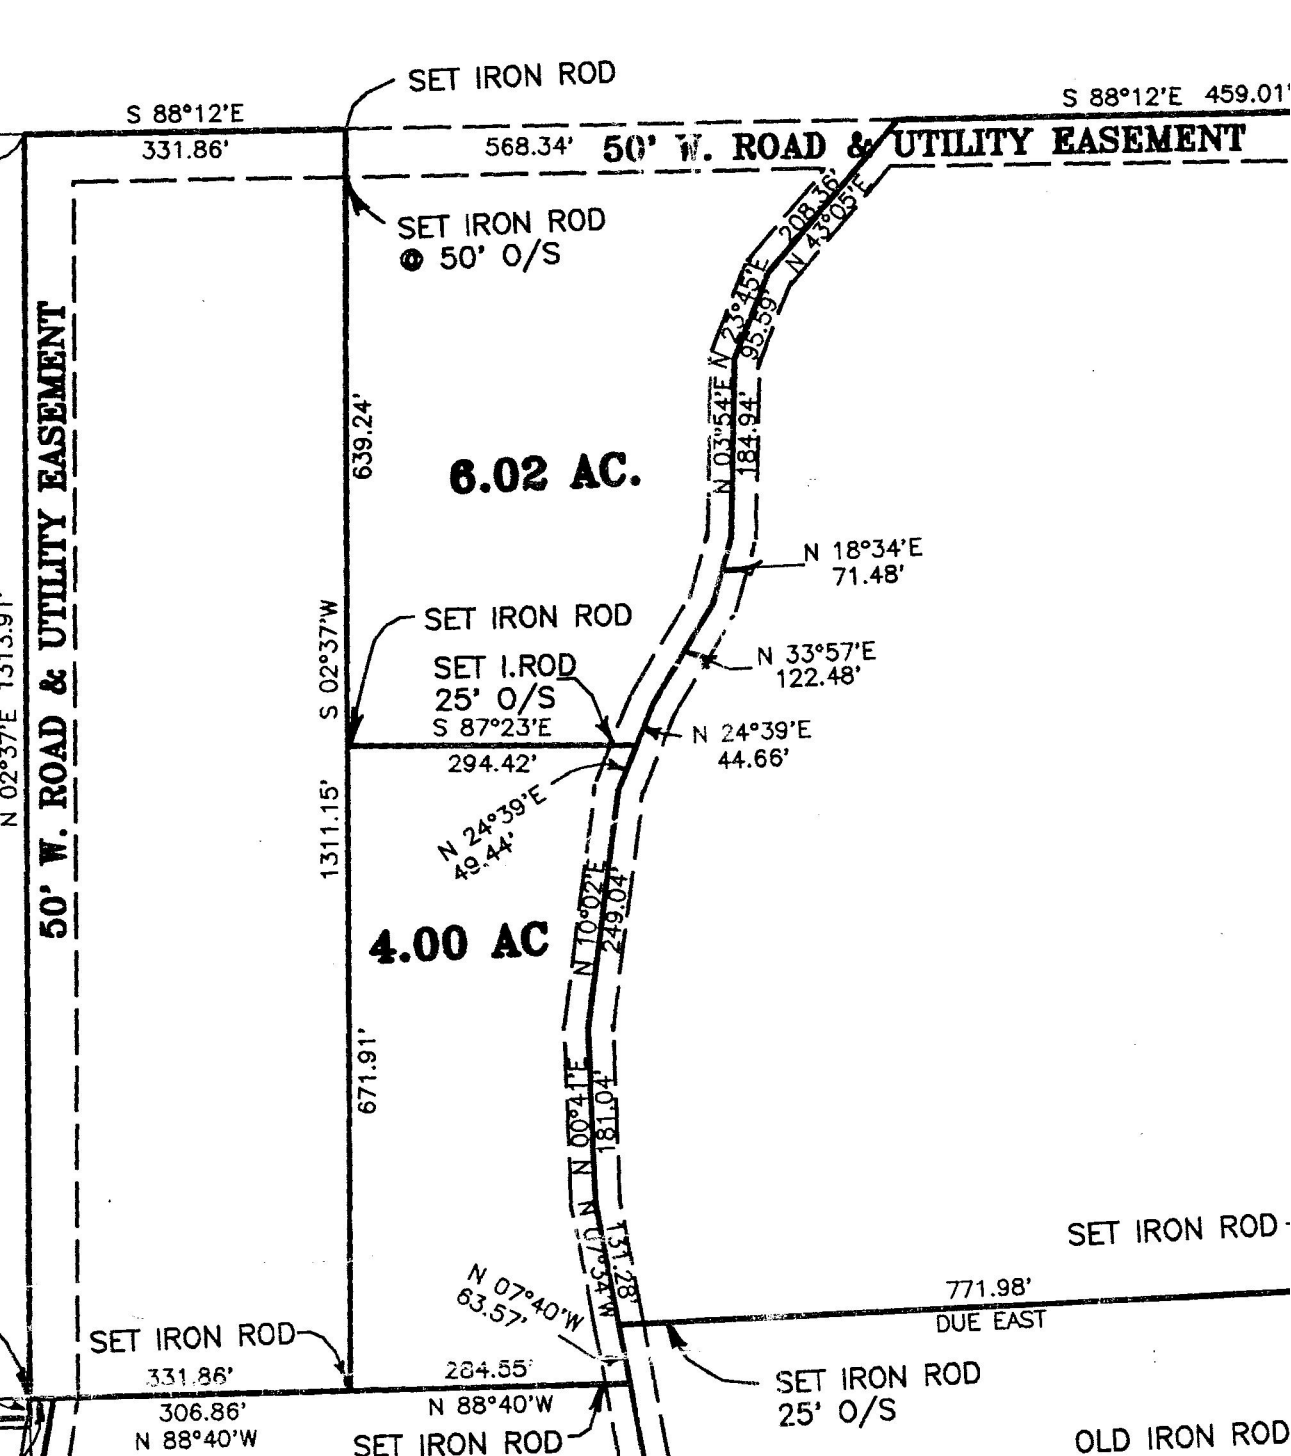 SET IRON ROD
S 88°12'E
331.86'
S 88°12'E 459.01'
568.34' 50' W. ROAD & UTILITY EASEMENT
SET IRON ROD
@ 50' O/S
208.36'
N 43°05'E
N 23°45'E
95.59'
N 03°54'E
184.94'
50' W. ROAD & UTILITY EASEMENT
639.24'
6.02 AC.
N 18°34'E
71.48'
SET IRON ROD
N 33°57'E
122.48'
SET I.ROD
25' O/S
S 87°23'E
294.42'
N 24°39'E
44.66'
N 02°37'E 1313.91'
S 02°37'W
1311.15'
N 24°39'E
49.44'
N 10°02'E
249.04'
4.00 AC
671.91'
N 00°41'E
181.04'
N 07°34'W
131.28'
SET IRON ROD
N 07°40'W
63.57'
771.98'
DUE EAST
SET IRON ROD
331.86'
306.86'
N 88°40'W
284.55'
N 88°40'W
SET IRON ROD
SET IRON ROD
25' O/S
OLD IRON ROD